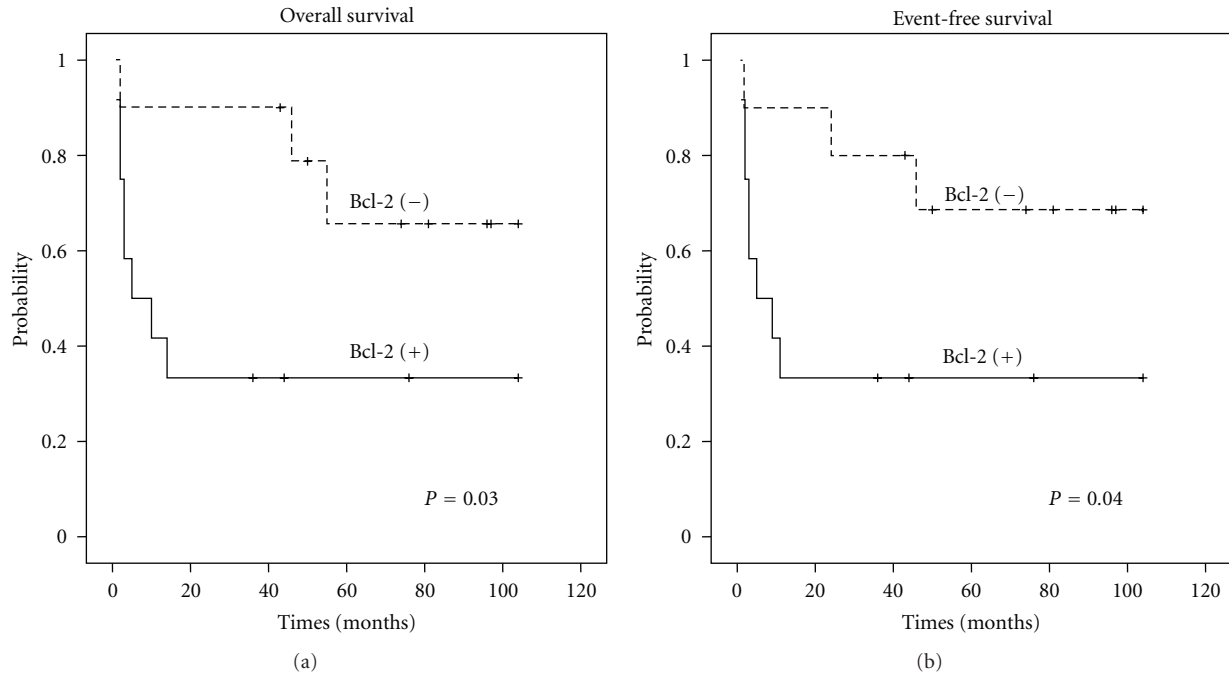 Overall survival
1
0.8
0.6
0.4
0.2
0
Probability
Bcl-2 (−)
Bcl-2 (+)
P = 0.03
0 20 40 60 80 100 120
Times (months)
(a)
Event-free survival
1
0.8
0.6
0.4
0.2
0
Probability
Bcl-2 (−)
Bcl-2 (+)
P = 0.04
0 20 40 60 80 100 120
Times (months)
(b)